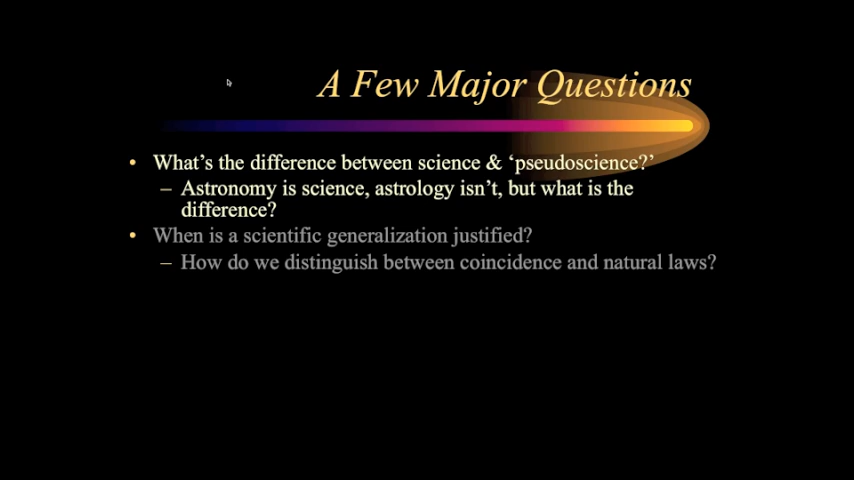 A Few Major Questions
• What's the difference between science & ‘pseudoscience?’
– Astronomy is science, astrology isn't, but what is the
difference?
• When is a scientific generalization justified?
– How do we distinguish between coincidence and natural laws?